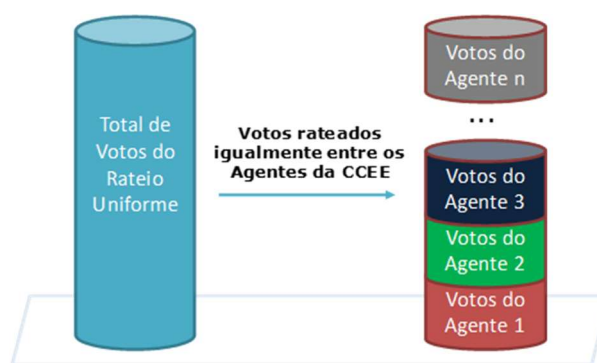 Total de
Votos do
Rateio
Uniforme
Votos rateados
igualmente entre os
Agentes da CCEE
Votos do
Agente n
...
Votos do
Agente 3
Votos do
Agente 2
Votos do
Agente 1